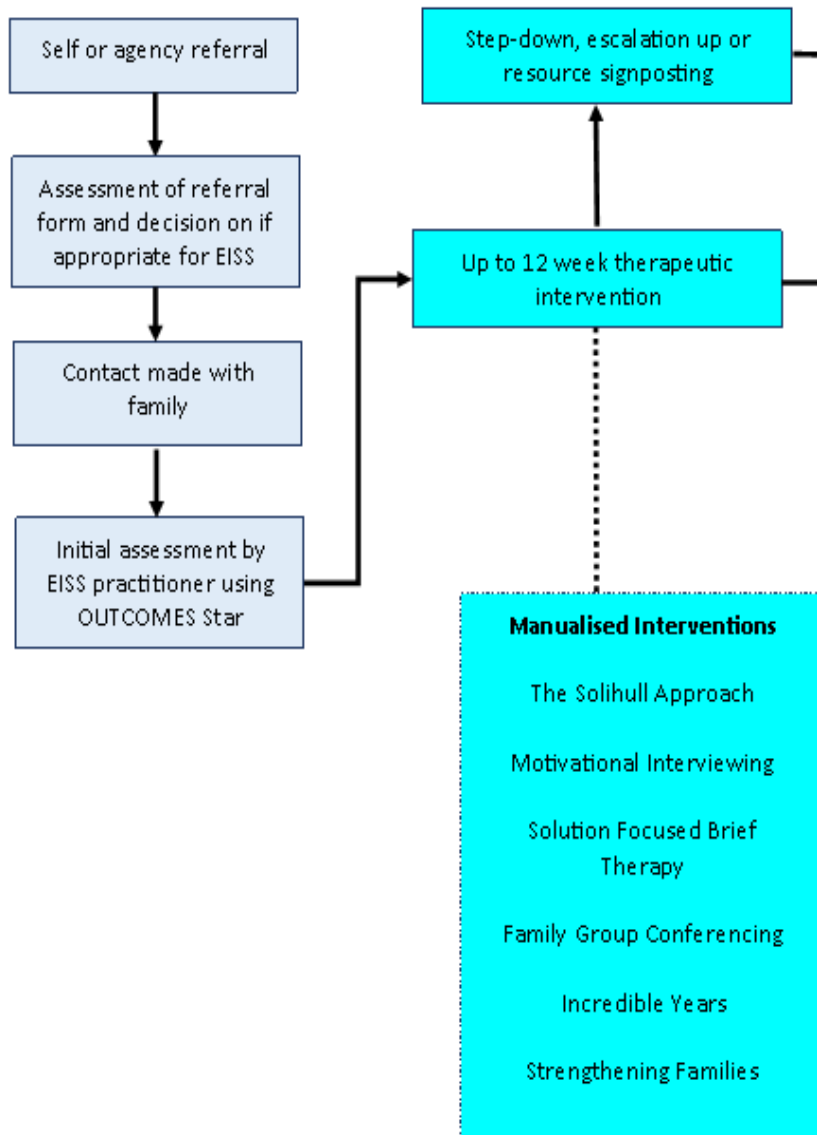 Self or agency referral
Assessment of referral
form and decision on if
appropriate for EISS
Contact made with
family
Initial assessment by
EISS practitioner using
OUTCOMES Star
Step-down, escalation up or
resource signposting
Up to 12 week therapeutic
intervention
Manualised Interventions
The Solihull Approach
Motivational Interviewing
Solution Focused Brief
Therapy
Family Group Conferencing
Incredible Years
Strengthening Families